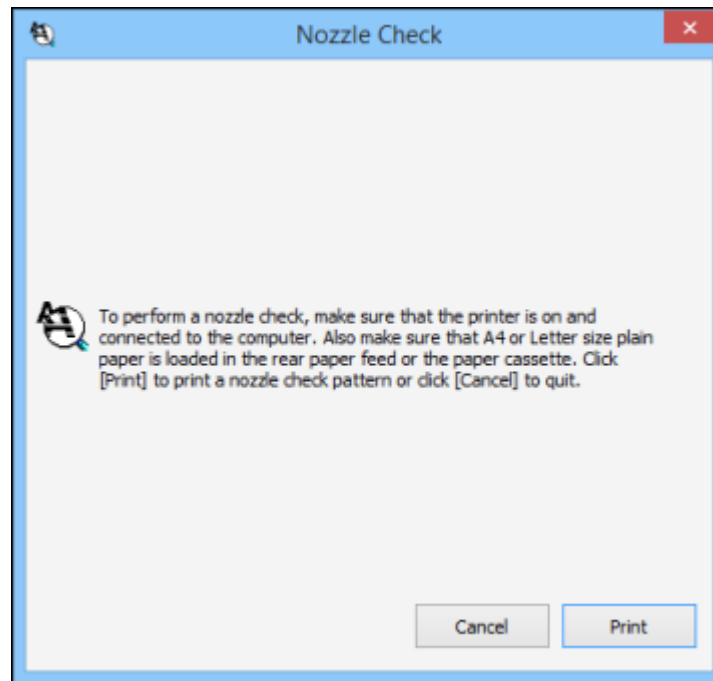 Nozzle Check
To perform a nozzle check, make sure that the printer is on and
connected to the computer. Also make sure that A4 or Letter size plain
paper is loaded in the rear paper feed or the paper cassette. Click
[Print] to print a nozzle check pattern or click [Cancel] to quit.
Cancel Print